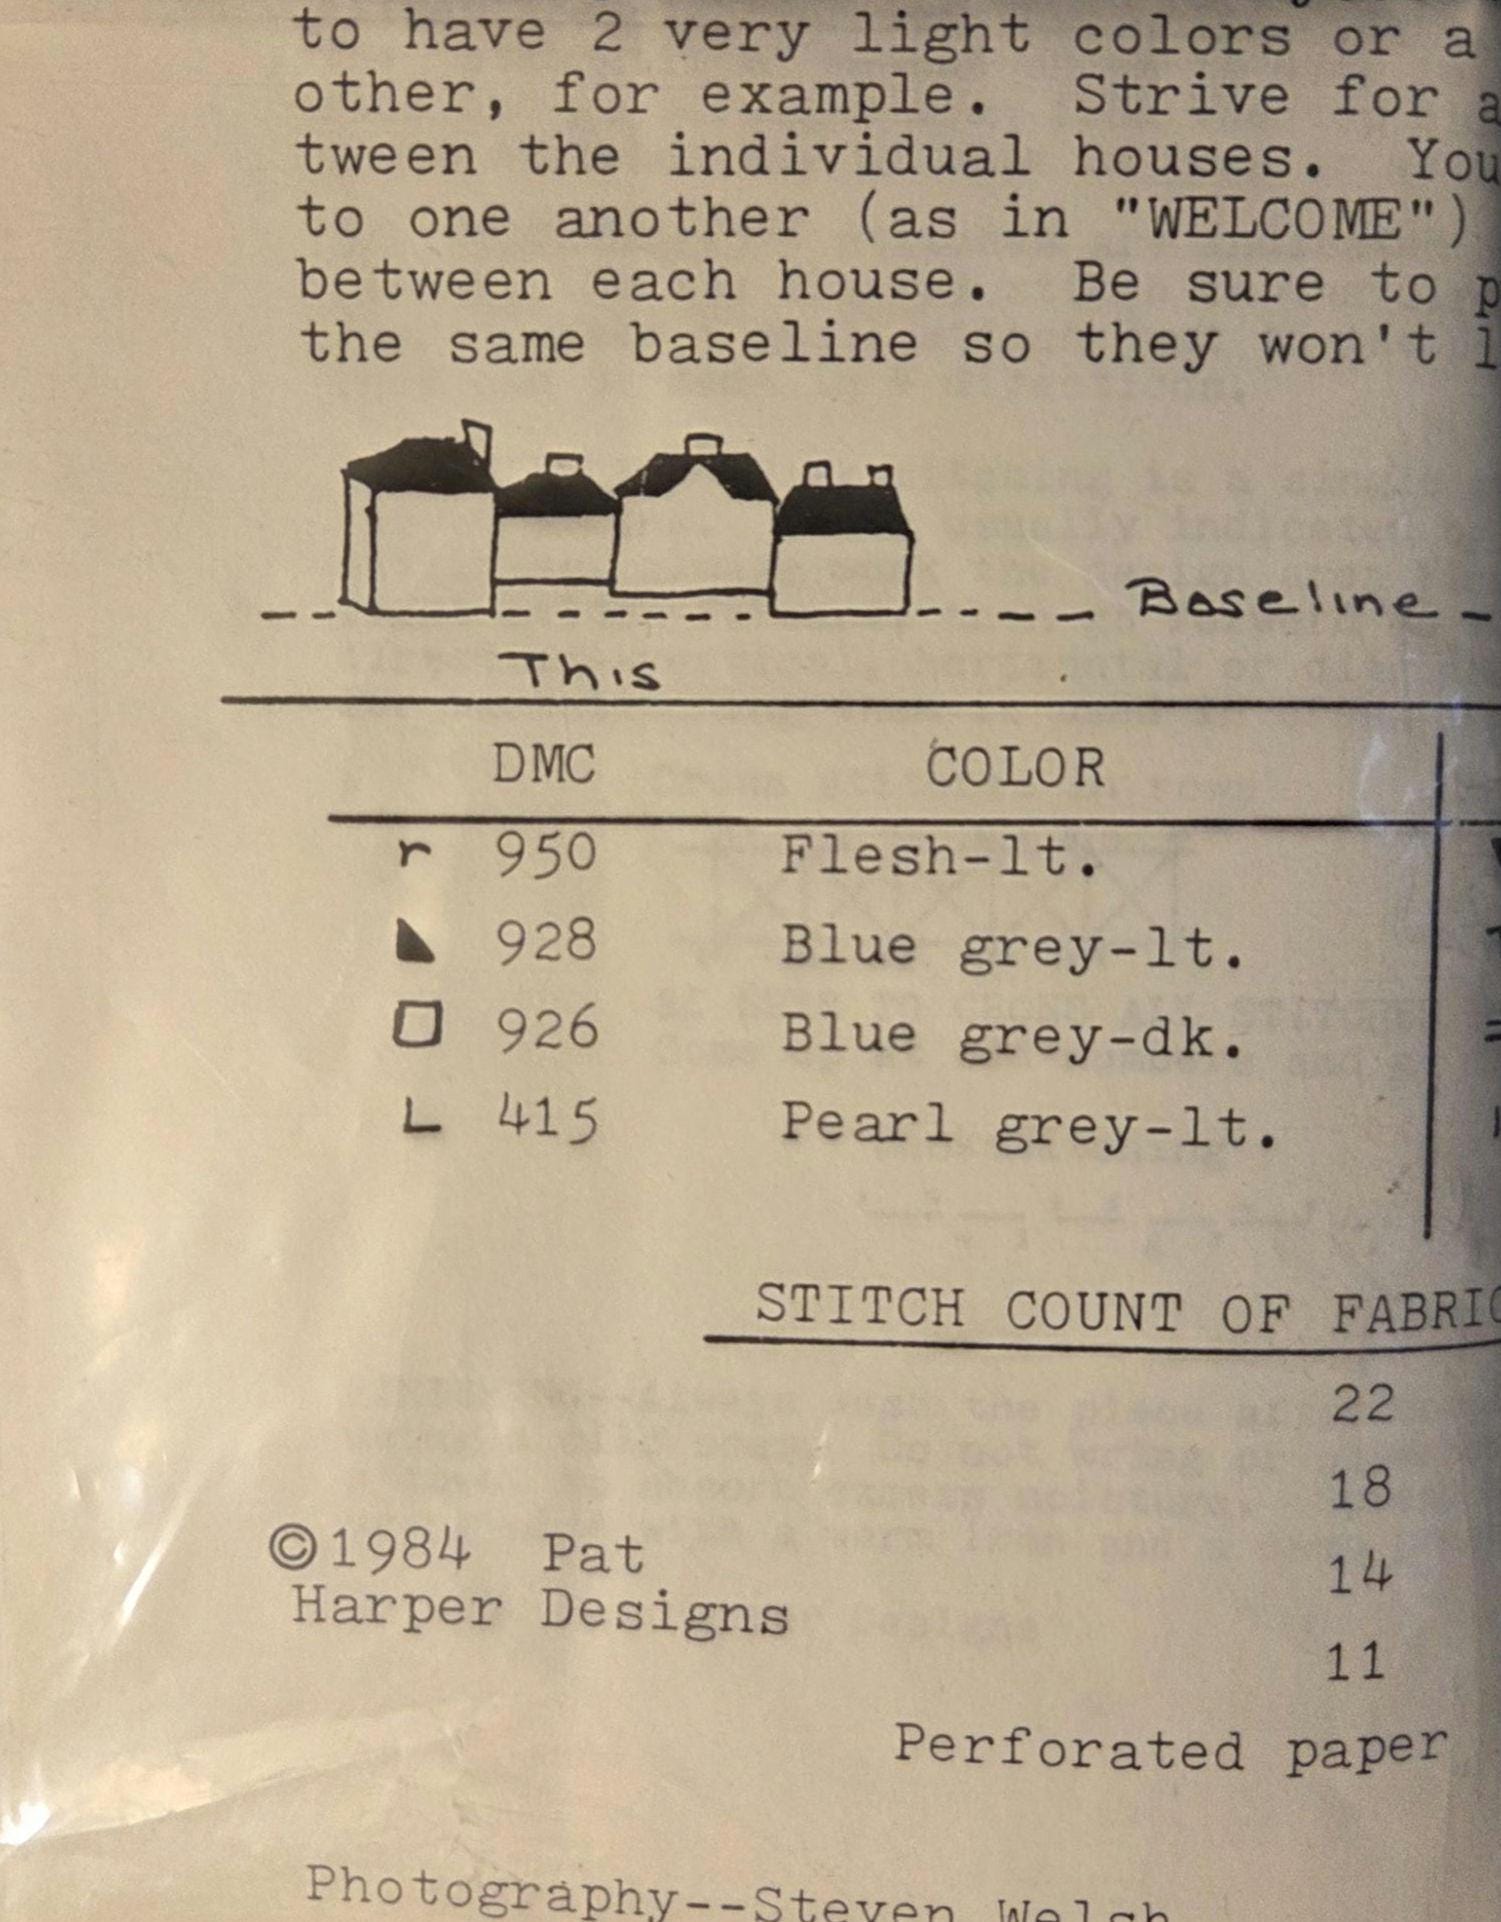 to have 2 very light colors or a
other, for example. Strive for a
tween the individual houses. You
to one another (as in "WELCOME")
between each house. Be sure to p
the same baseline so they won't l
Baseline
This
DMC COLOR
r 950 Flesh-lt.
◣ 928 Blue grey-lt.
□ 926 Blue grey-dk.
L 415 Pearl grey-lt.
STITCH COUNT OF FABRIC
22
18
14
11
Perforated paper
©1984 Pat
Harper Designs
Photography--Steven Welsh